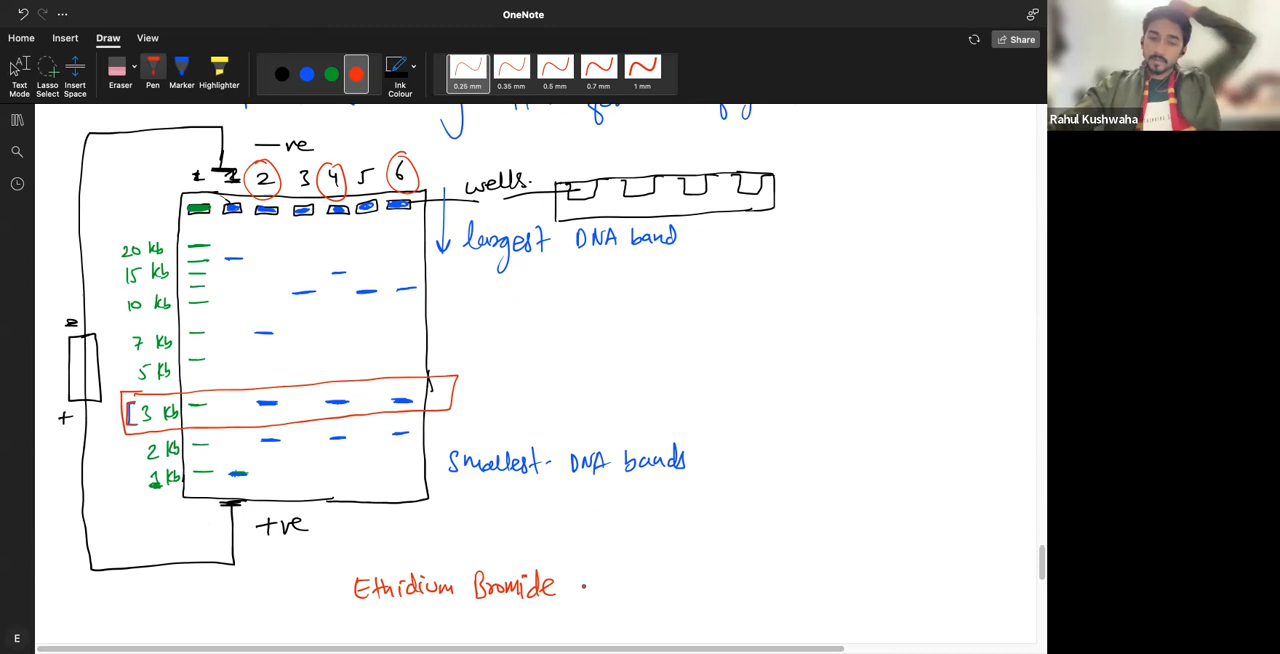 OneNote
Home Insert Draw View
Share
Text Mode
Lasso Select
Insert Space
Eraser
Pen
Marker
Highlighter
Ink Colour
0.25 mm
0.35 mm
0.5 mm
0.7 mm
1 mm
Rahul Kushwaha
-ve
1 2 3 4 5 6
wells.
largest DNA band
20 kb
15 kb
10 kb
7 kb
5 kb
3 kb
2 kb
1 kb
+
smallest- DNA bands
+ve
Ethidium Bromide
E